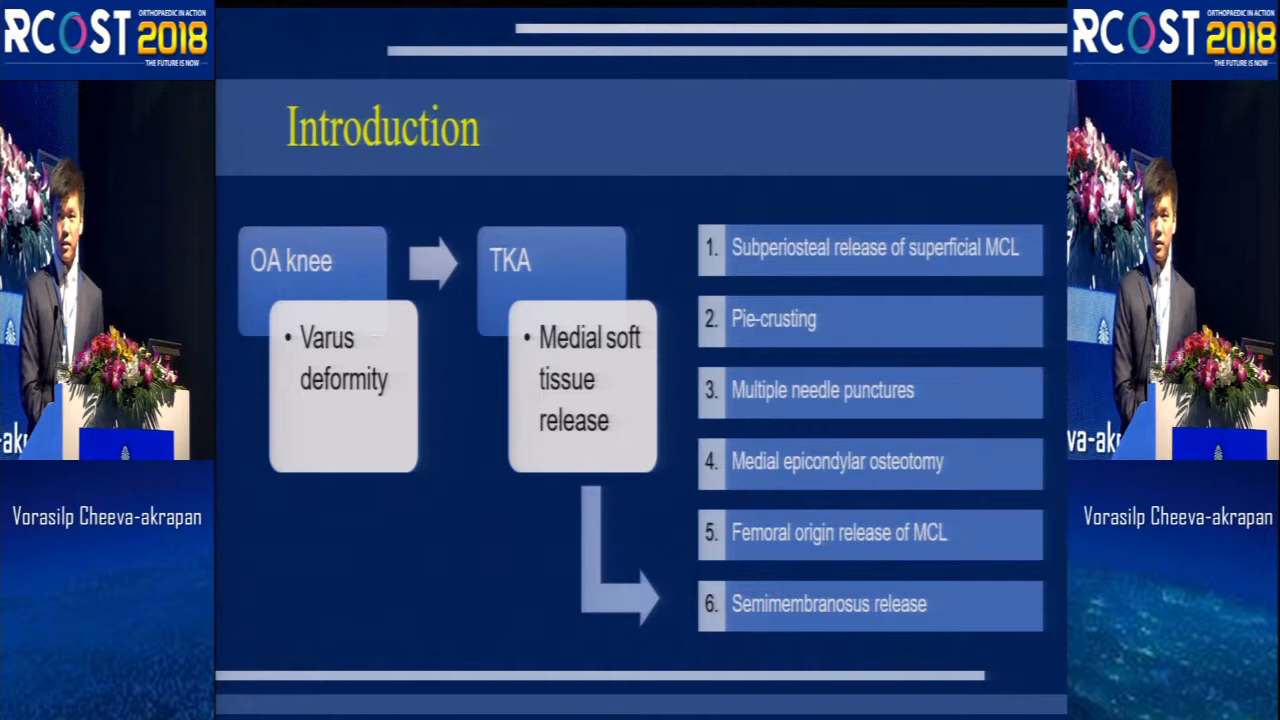 ORTHOPAEDIC IN ACTION
RCOST 2018
THE FUTURE IS NOW
ORTHOPAEDIC IN ACTION
RCOST 2018
THE FUTURE IS NOW
Introduction
OA knee
• Varus
deformity
TKA
• Medial soft
tissue
release
1. Subperiosteal release of superficial MCL
2. Pie-crusting
3. Multiple needle punctures
4. Medial epicondylar osteotomy
5. Femoral origin release of MCL
6. Semimembranosus release
-ak
va-ak
Vorasilp Cheeva-akrapan
Vorasilp Cheeva-akrapan